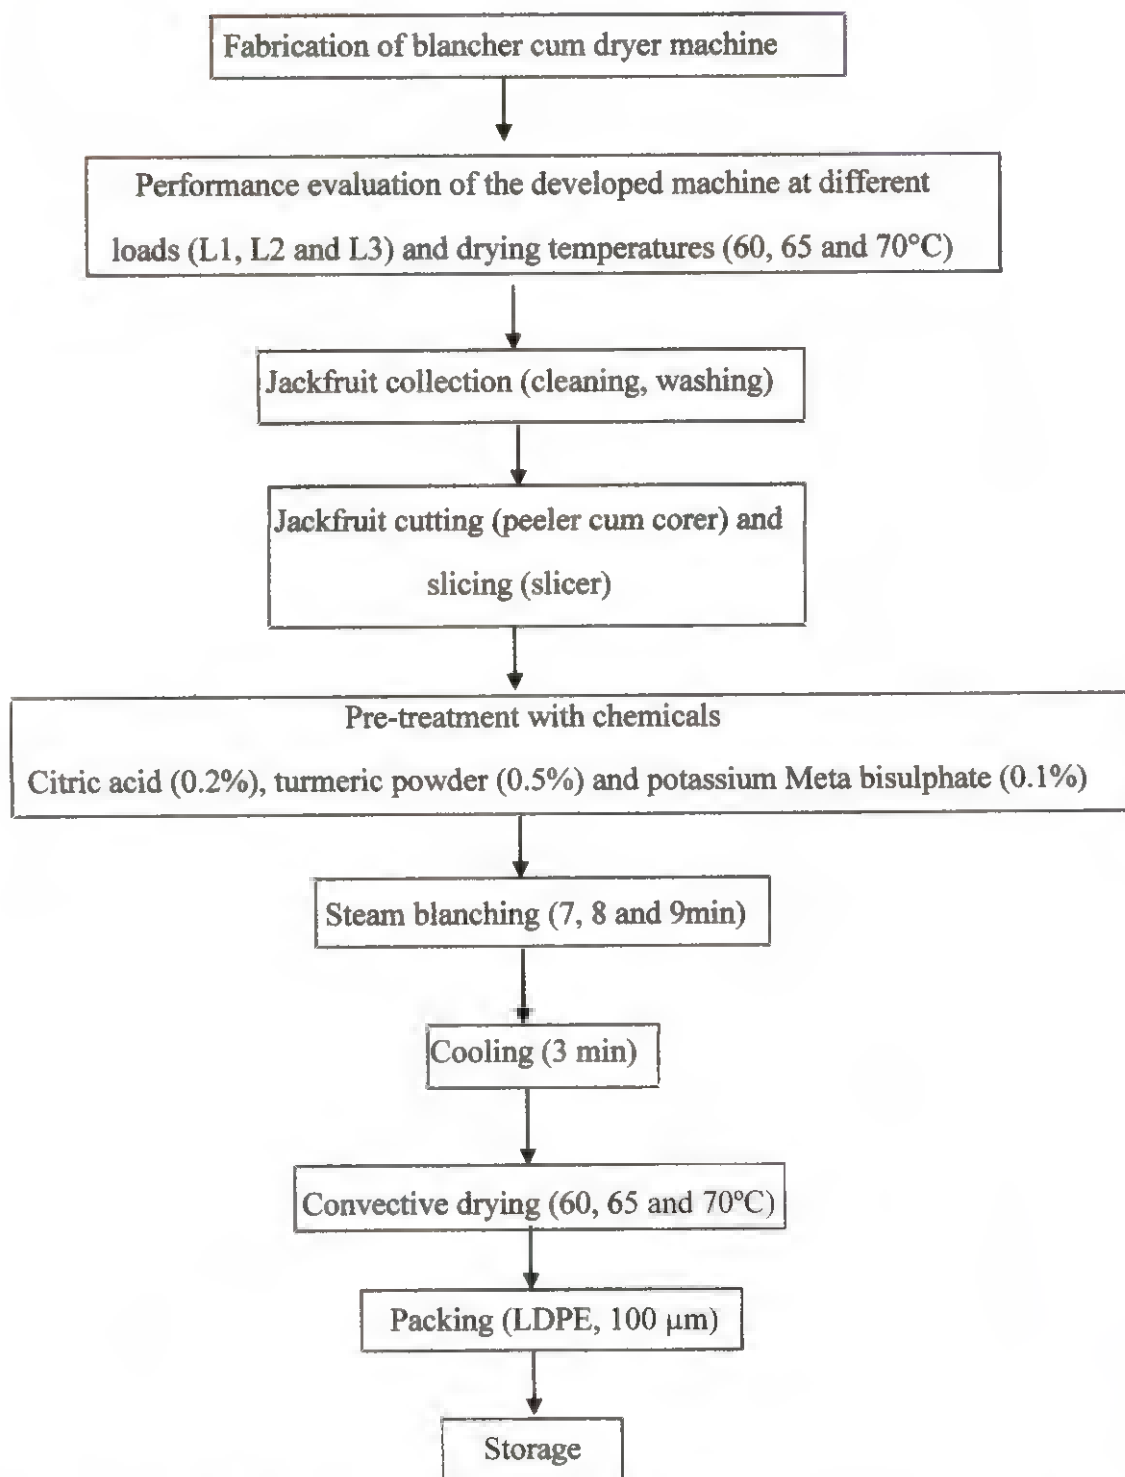 Fabrication of blancher cum dryer machine
Performance evaluation of the developed machine at different
loads (L1, L2 and L3) and drying temperatures (60, 65 and 70°C)
Jackfruit collection (cleaning, washing)
Jackfruit cutting (peeler cum corer) and
slicing (slicer)
Pre-treatment with chemicals
Citric acid (0.2%), turmeric powder (0.5%) and potassium Meta bisulphate (0.1%)
Steam blanching (7, 8 and 9min)
Cooling (3 min)
Convective drying (60, 65 and 70ºC)
Packing (LDPE, 100 µm)
Storage